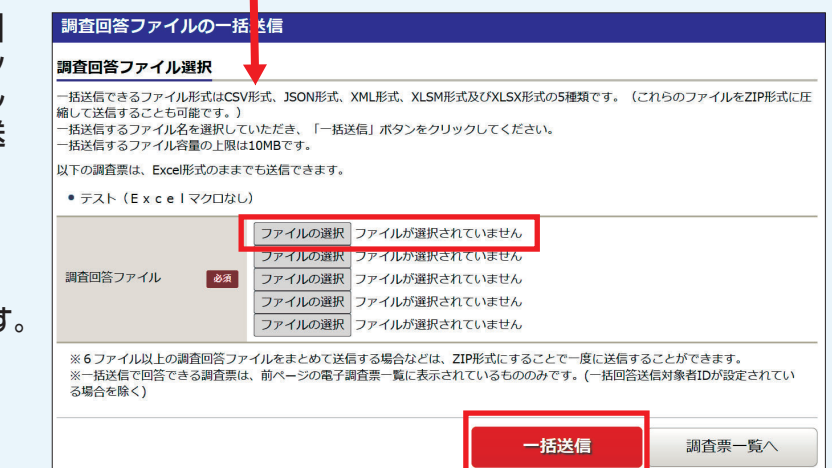 調査回答ファイルの一括送信
調査回答ファイル選択
一括送信できるファイル形式はCSV形式、JSON形式、XML形式、XLSM形式及びXLSX形式の5種類です。（これらのファイルをZIP形式に圧
縮して送信することも可能です。）
一括送信するファイル名を選択していただき、「一括送信」ボタンをクリックしてください。
一括送信するファイル容量の上限は10MBです。
以下の調査票は、Excel形式のままでも送信できます。
• テスト（Ｅｘｃｅｌマクロなし）
ファイルの選択 ファイルが選択されていません
ファイルの選択 ファイルが選択されていません
調査回答ファイル 必須 ファイルの選択 ファイルが選択されていません
ファイルの選択 ファイルが選択されていません
ファイルの選択 ファイルが選択されていません
す。
※６ファイル以上の調査回答ファイルをまとめて送信する場合などは、ZIP形式にすることで一度に送信することができます。
※一括送信で回答できる調査票は、前ページの電子調査票一覧に表示されているもののみです。(一括回答送信対象者IDが設定されてい
る場合を除く)
一括送信 調査票一覧へ